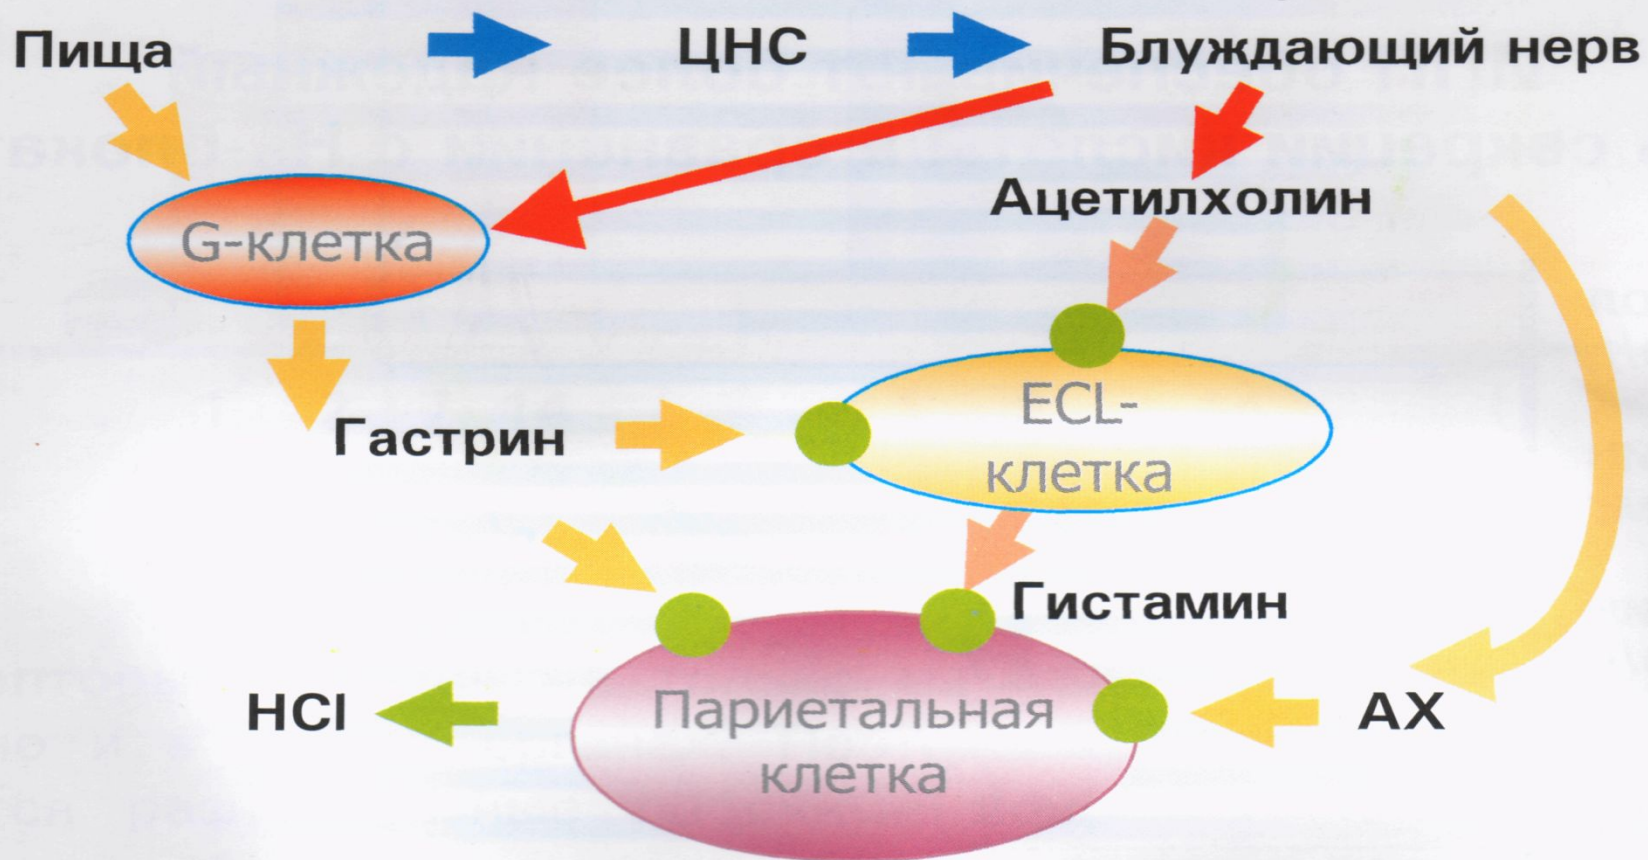 Пища
ЦНС
Блуждающий нерв
Ацетилхолин
G-клетка
ECL-
клетка
Гастрин
Гистамин
HCl
Париетальная
клетка
АХ